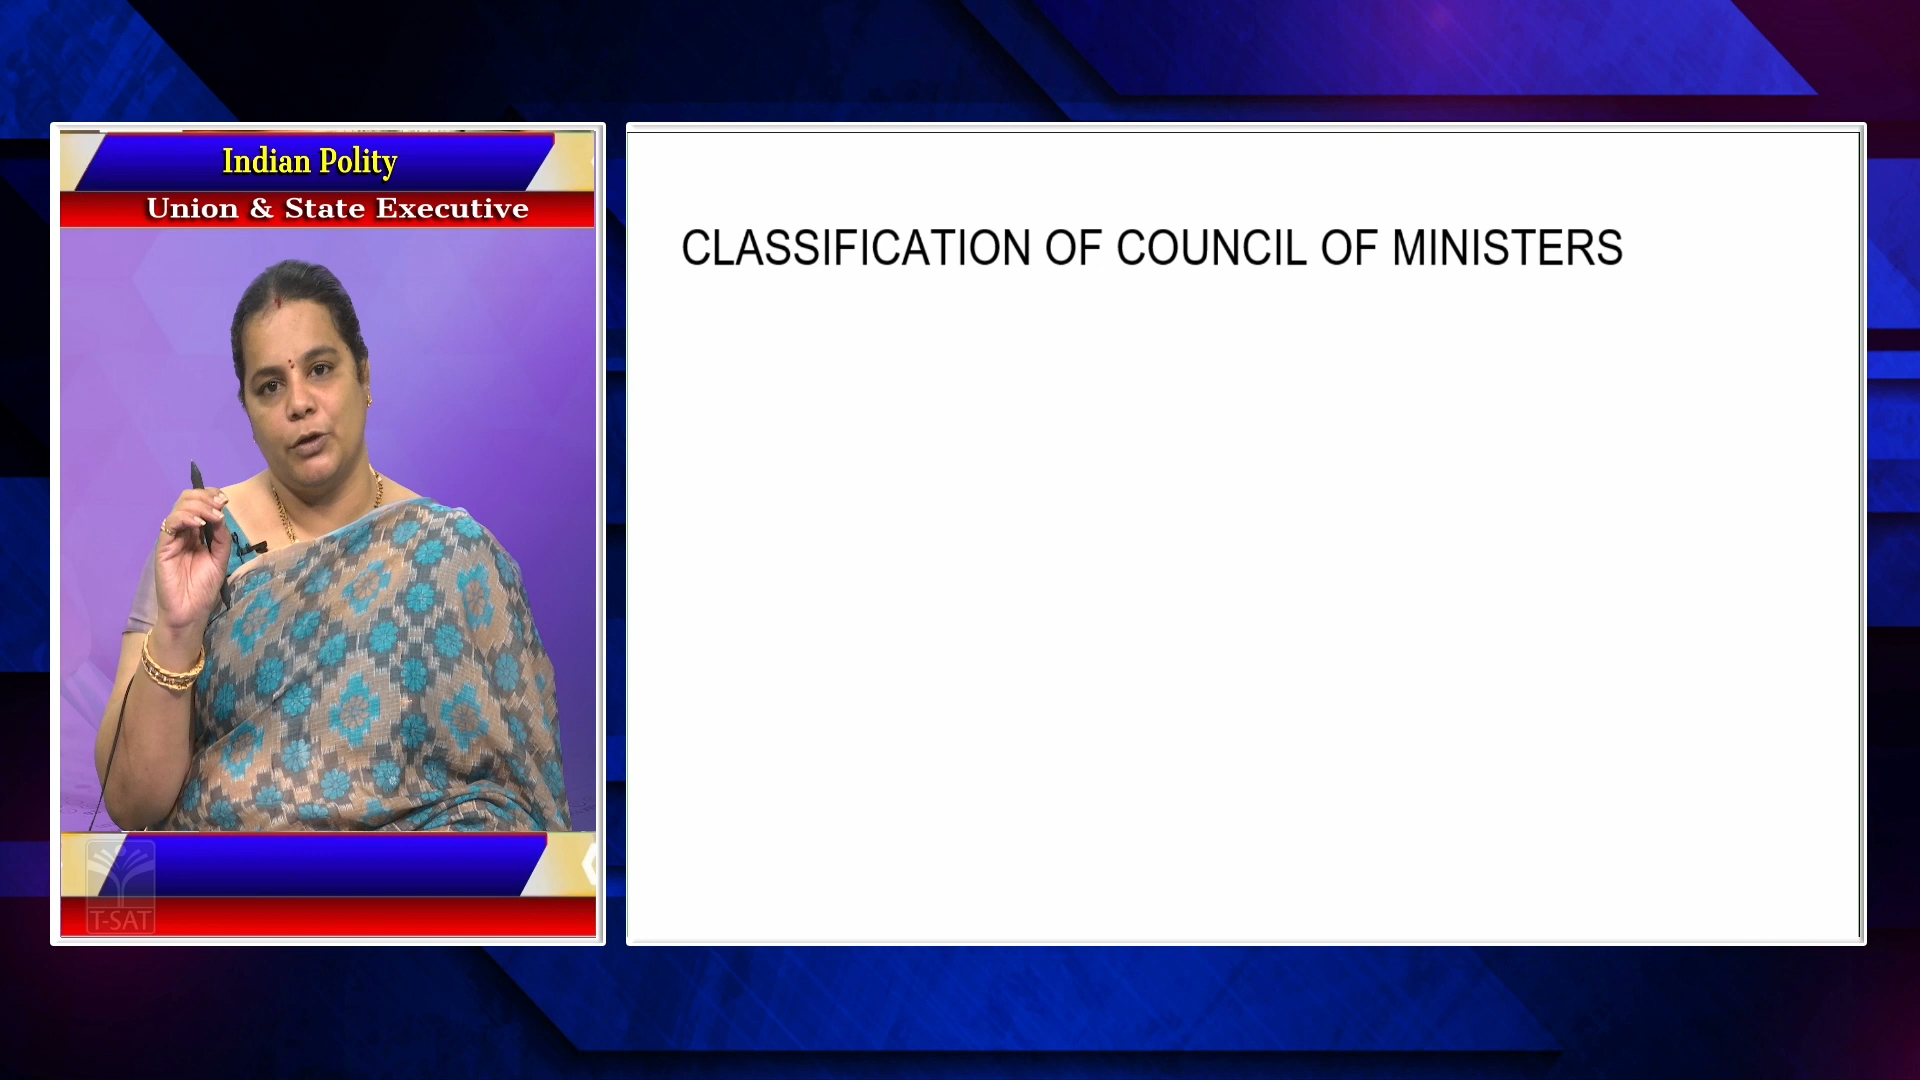 Indian Polity
Union & State Executive
CLASSIFICATION OF COUNCIL OF MINISTERS
T-SAT